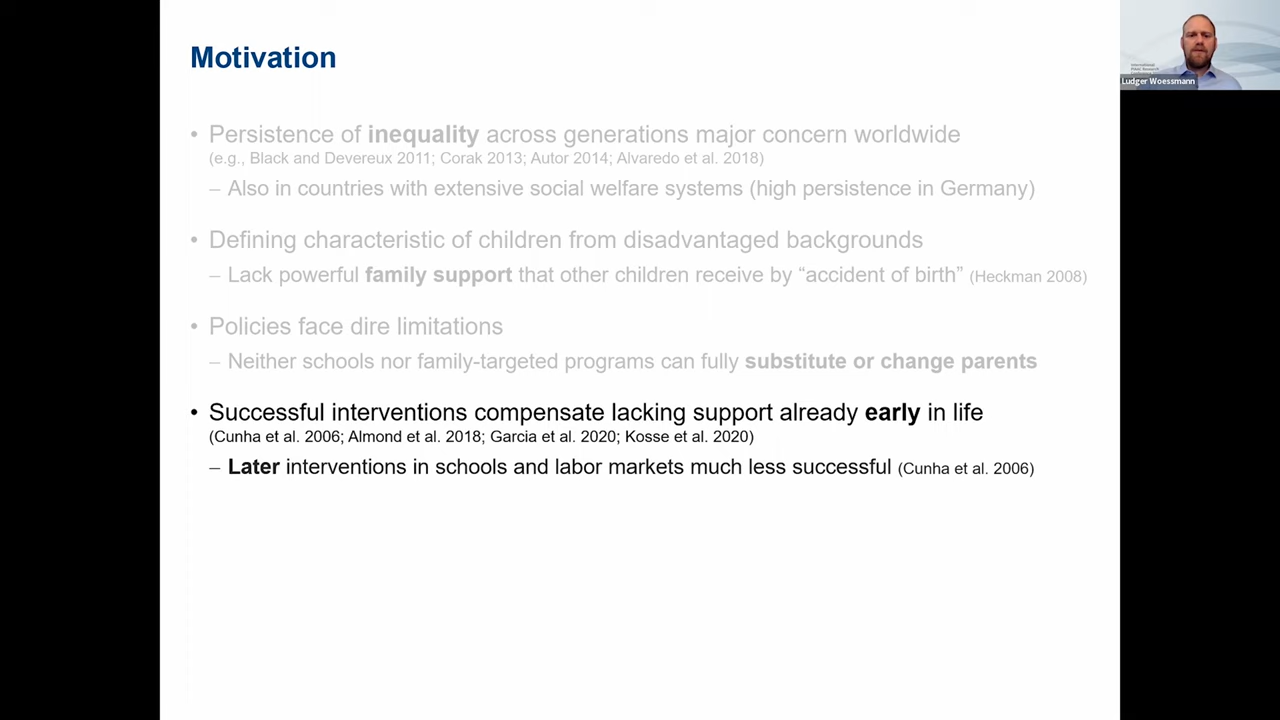 Motivation
• Persistence of inequality across generations major concern worldwide
(e.g., Black and Devereux 2011; Corak 2013; Autor 2014; Alvaredo et al. 2018)
– Also in countries with extensive social welfare systems (high persistence in Germany)
• Defining characteristic of children from disadvantaged backgrounds
– Lack powerful family support that other children receive by “accident of birth” (Heckman 2008)
• Policies face dire limitations
– Neither schools nor family-targeted programs can fully substitute or change parents
• Successful interventions compensate lacking support already early in life
(Cunha et al. 2006; Almond et al. 2018; Garcia et al. 2020; Kosse et al. 2020)
– Later interventions in schools and labor markets much less successful (Cunha et al. 2006)
Ludger Woessmann